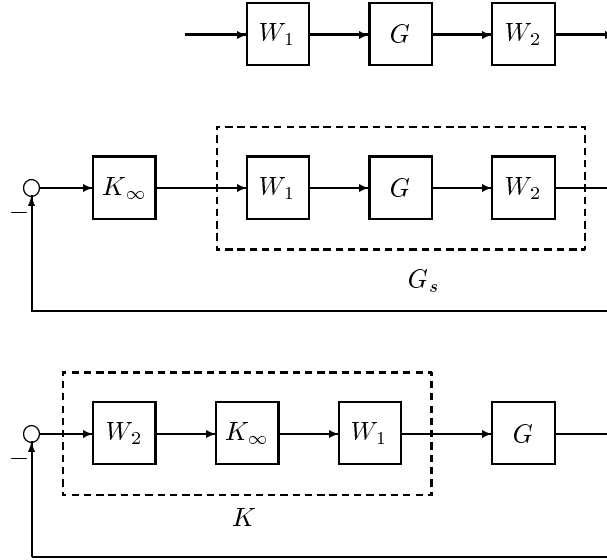 W₁ G W₂
K∞ W₁ G W₂
−
Gₛ
W₂ K∞ W₁ G
−
K